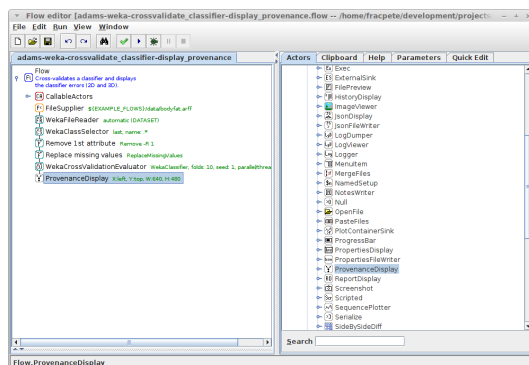 Flow editor [adams-weka-crossvalidate_classifier-display_provenance.flow -- /home/fracpete/development/projects
File Edit Run View Window
adams-weka-crossvalidate_classifier-display_provenance
Flow
Cross-validates a classifier and displays
the classifier errors (2D and 3D).
CallableActors
FileSupplier ${EXAMPLE_FLOWS}/data/bodyfat.arff
WekaFileReader automatic (DATASET)
WekaClassSelector last, name: .*
Remove 1st attribute Remove -R 1
Replace missing values ReplaceMissingValues
WekaCrossValidationEvaluator WekaClassifier, folds: 10, seed: 1, parallel/threa
ProvenanceDisplay X:left, Y:top, W:640, H:480
Actors Clipboard Help Parameters Quick Edit
Exec
ExternalSink
FilePreview
HistoryDisplay
ImageViewer
JsonDisplay
JsonFileWriter
LogDumper
LogViewer
Logger
MenuItem
MergeFiles
NamedSetup
NotesWriter
Null
OpenFile
PasteFiles
PlotContainerSink
ProgressBar
PropertiesDisplay
PropertiesFileWriter
ProvenanceDisplay
ReportDisplay
Screenshot
Scripted
SequencePlotter
Serialize
SideBySideDiff
Search
Flow.ProvenanceDisplay